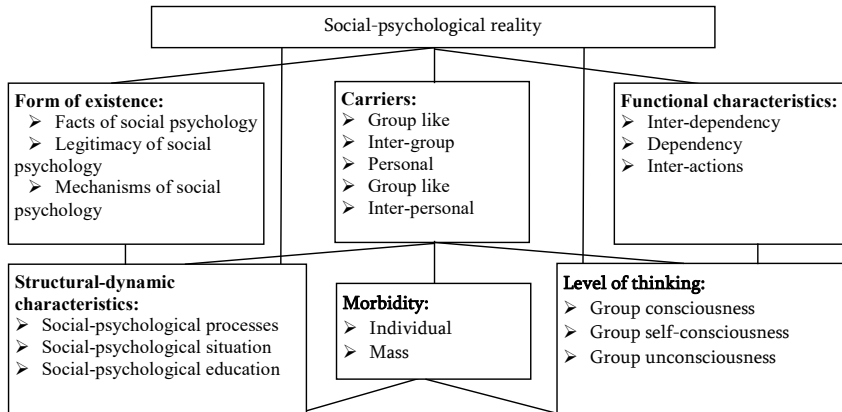 Social-psychological reality
Form of existence:
➢ Facts of social psychology
➢ Legitimacy of social
psychology
➢ Mechanisms of social
psychology
Carriers:
➢ Group like
➢ Inter-group
➢ Personal
➢ Group like
➢ Inter-personal
Functional characteristics:
➢ Inter-dependency
➢ Dependency
➢ Inter-actions
Structural-dynamic
characteristics:
➢ Social-psychological processes
➢ Social-psychological situation
➢ Social-psychological education
Morbidity:
➢ Individual
➢ Mass
Level of thinking:
➢ Group consciousness
➢ Group self-consciousness
➢ Group unconsciousness